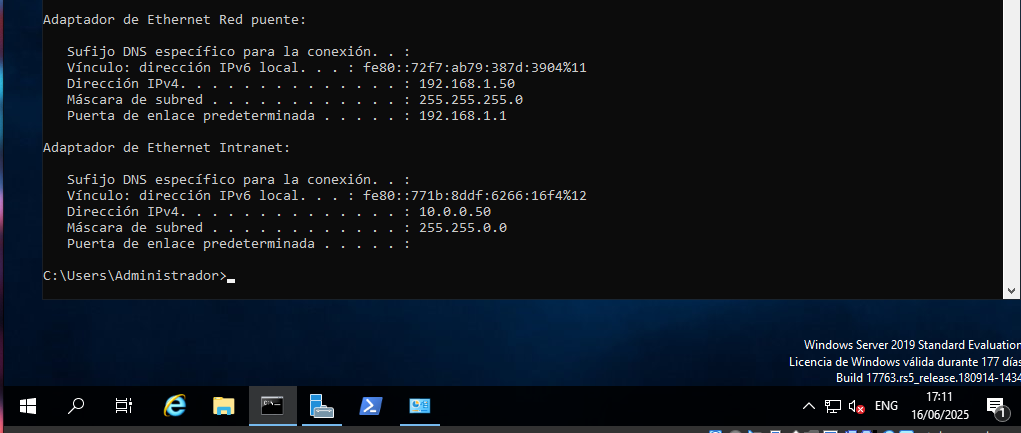 Adaptador de Ethernet Red puente:
Sufijo DNS específico para la conexión. . :
Vínculo: dirección IPv6 local. . . : fe80::72f7:ab79:387d:3904%11
Dirección IPv4. . . . . . . . . . . . . . : 192.168.1.50
Máscara de subred . . . . . . . . . . . . : 255.255.255.0
Puerta de enlace predeterminada . . . . . : 192.168.1.1
Adaptador de Ethernet Intranet:
Sufijo DNS específico para la conexión. . :
Vínculo: dirección IPv6 local. . . : fe80::771b:8ddf:6266:16f4%12
Dirección IPv4. . . . . . . . . . . . . . : 10.0.0.50
Máscara de subred . . . . . . . . . . . . : 255.255.0.0
Puerta de enlace predeterminada . . . . . :
C:\Users\Administrador>
Windows Server 2019 Standard Evaluation
Licencia de Windows válida durante 177 días
Build 17763.rs5_release.180914-1434
ENG
17:11
16/06/2025
1